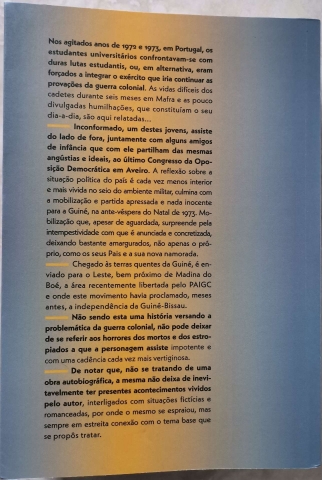 Nos agitados anos de 1972 e 1973, em Portugal, os
estudantes universitários confrontavam-se com
duras lutas estudantis, ou, em alternativa, eram
forçados a integrar o exército que iria continuar as
provações da guerra colonial. As vidas difíceis dos
cadetes durante seis meses em Mafra e as pouco
divulgadas humilhações, que constituíam o seu
dia-a-dia, são aqui relatadas...
Inconformado, um destes jovens, assiste
do lado de fora, juntamente com alguns amigos
de infância que com ele partilham das mesmas
angústias e ideais, ao último Congresso da Opo-
sição Democrática em Aveiro. A reflexão sobre a
situação política do país é cada vez menos interior
e mais vivida no seio do ambiente militar, culmina com
a mobilização e partida apressada e nada inocente
para a Guiné, na ante-véspera do Natal de 1973. Mo-
bilização que, apesar de aguardada, surpreende pela
intempestividade com que é anunciada e concretizada,
deixando bastante amargurados, não apenas o pró-
prio, como os seus Pais e a sua nova namorada.
Chegado às terras quentes da Guiné, é en-
viado para o Leste, bem próximo de Madina do
Boé, a área recentemente libertada pelo PAIGC
e onde este movimento havia proclamado, meses
antes, a independência da Guiné-Bissau.
Não sendo esta uma história versando a
problemática da guerra colonial, não pode deixar
de se referir aos horrores dos mortos e dos estro-
piados a que a personagem assiste impotente e
com uma cadência cada vez mais vertiginosa.
De notar que, não se tratando de uma
obra autobiográfica, a mesma não deixa de inevi-
tavelmente ter presentes acontecimentos vividos
pelo autor, interligados com situações fictícias e
romanceadas, por onde o mesmo se espraiou, mas
sempre em estreita conexão com o tema base que
se propôs tratar.